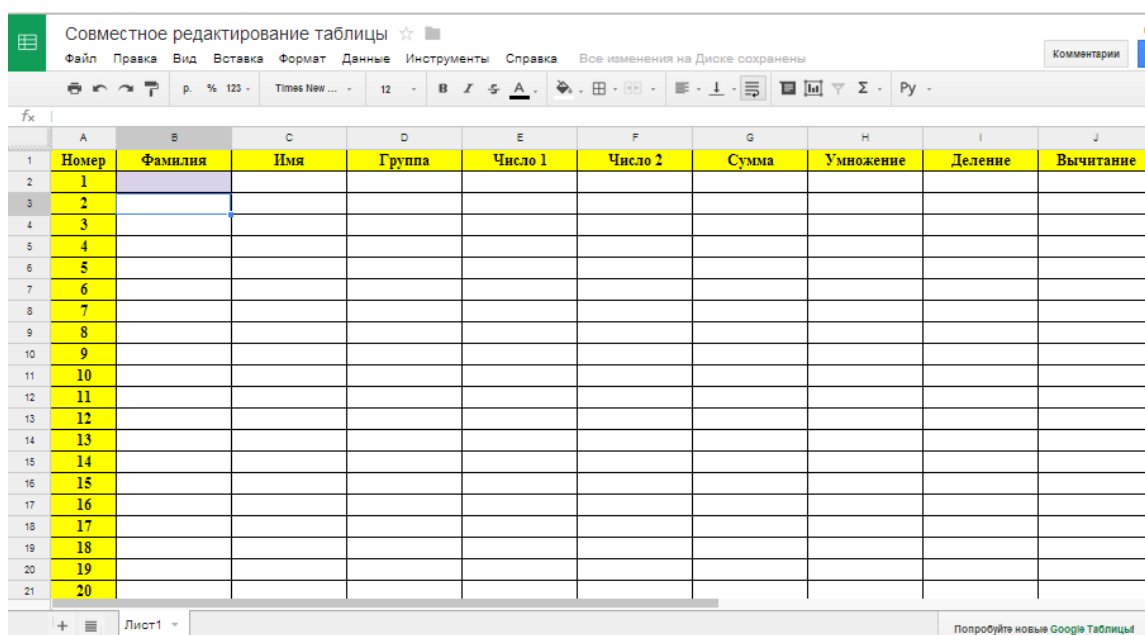 Совместное редактирование таблицы
Файл Правка Вид Вставка Формат Данные Инструменты Справка Все изменения на Диске сохранены
Комментарии
р. % 123 Times New ... 12 B I S A Σ Ру
fx
A B C D E F G H I J
1 Номер Фамилия Имя Группа Число 1 Число 2 Сумма Умножение Деление Вычитание
2 1
3 2
4 3
5 4
6 5
7 6
8 7
9 8
10 9
11 10
12 11
13 12
14 13
15 14
16 15
17 16
18 17
19 18
20 19
21 20
Лист1
Попробуйте новые Google Таблицы!